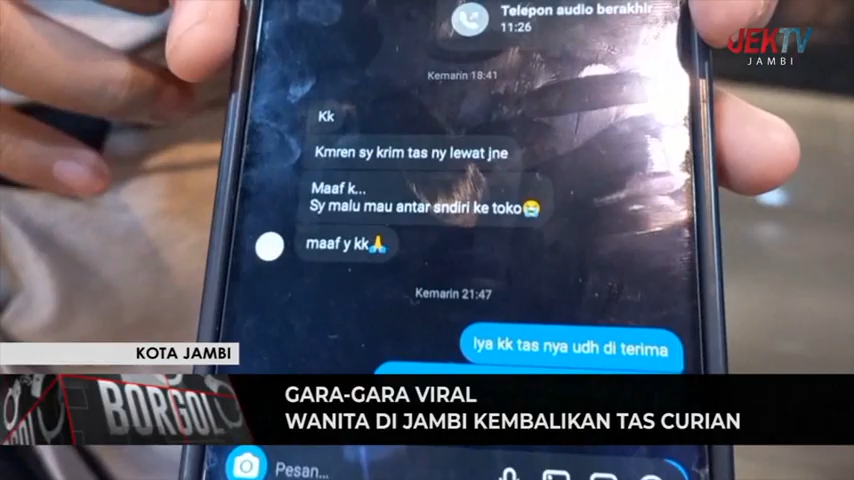 Telepon audio berakhir
11:26
JEKTV
JAMBI
Kemarin 18:41
Kk
Kmren sy krim tas ny lewat jne
Maaf k...
Sy malu mau antar sndiri ke toko😭
maaf y kk🙏
Kemarin 21:47
Iya kk tas nya udh di terima
KOTA JAMBI
BORGOL
GARA-GARA VIRAL
WANITA DI JAMBI KEMBALIKAN TAS CURIAN
Pesan...